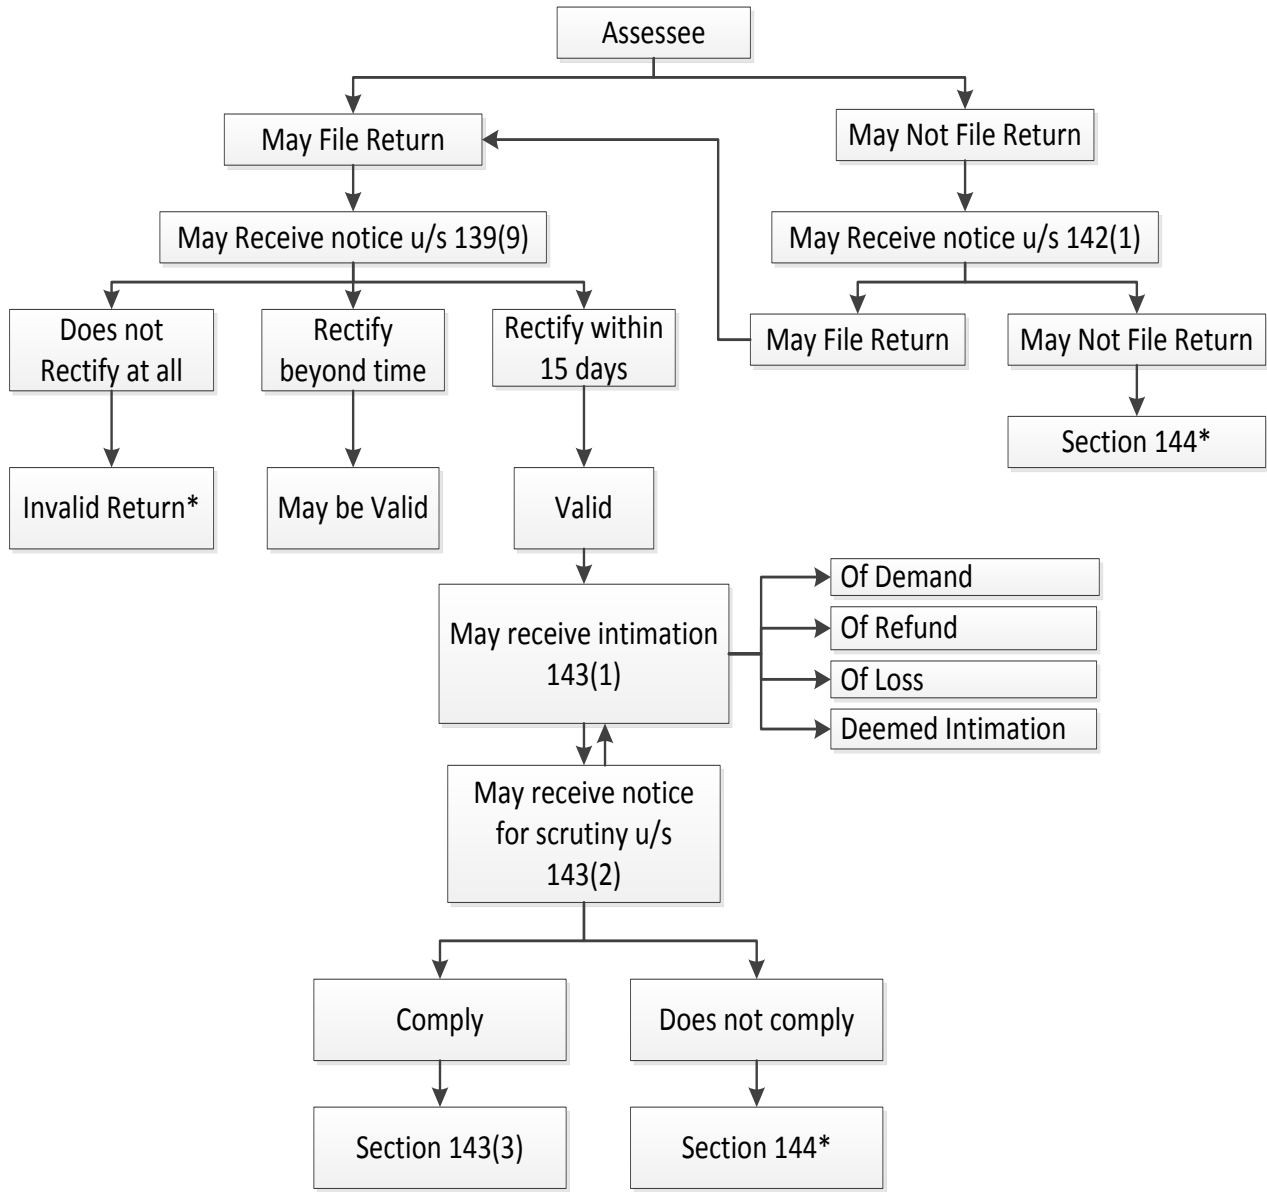 Assessee
May File Return
May Not File Return
May Receive notice u/s 139(9)
May Receive notice u/s 142(1)
Does not
Rectify at all
Rectify
beyond time
Rectify within
15 days
May File Return
May Not File Return
Section 144*
Invalid Return*
May be Valid
Valid
May receive intimation
143(1)
Of Demand
Of Refund
Of Loss
Deemed Intimation
May receive notice
for scrutiny u/s
143(2)
Comply
Does not comply
Section 143(3)
Section 144*